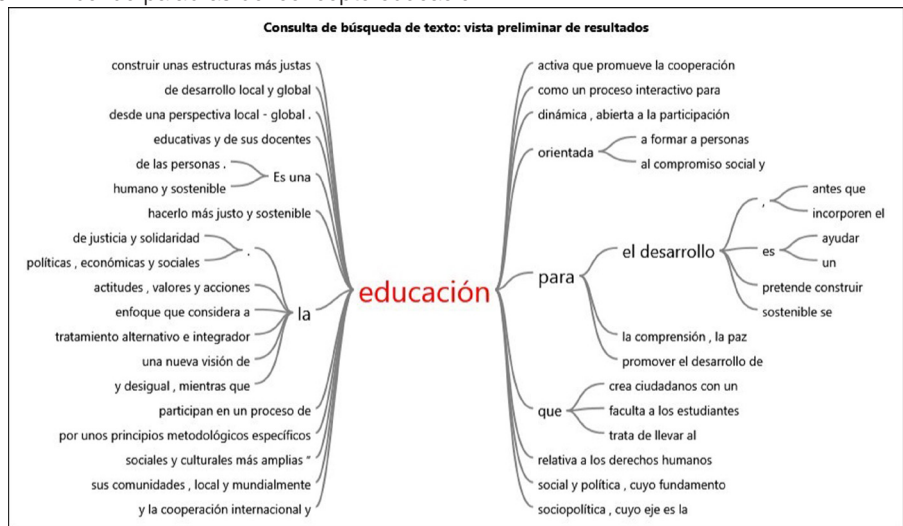 Consulta de búsqueda de texto: vista preliminar de resultados
construir unas estructuras más justas
de desarrollo local y global
desde una perspectiva local - global .
educativas y de sus docentes
de las personas .
humano y sostenible
Es una
hacerlo más justo y sostenible
de justicia y solidaridad
políticas , económicas y sociales
.
actitudes , valores y acciones
enfoque que considera a
la
tratamiento alternativo e integrador
una nueva visión de
y desigual , mientras que
participan en un proceso de
por unos principios metodológicos específicos
sociales y culturales más amplias "
sus comunidades , local y mundialmente
y la cooperación internacional y
educación
activa que promueve la cooperación
como un proceso interactivo para
dinámica , abierta a la participación
orientada
a formar a personas
al compromiso social y
para
el desarrollo
,
antes que
incorporen el
es
ayudar
un
pretende construir
sostenible se
la comprensión , la paz
promover el desarrollo de
que
crea ciudadanos con un
faculta a los estudiantes
trata de llevar al
relativa a los derechos humanos
social y política , cuyo fundamento
sociopolítica , cuyo eje es la